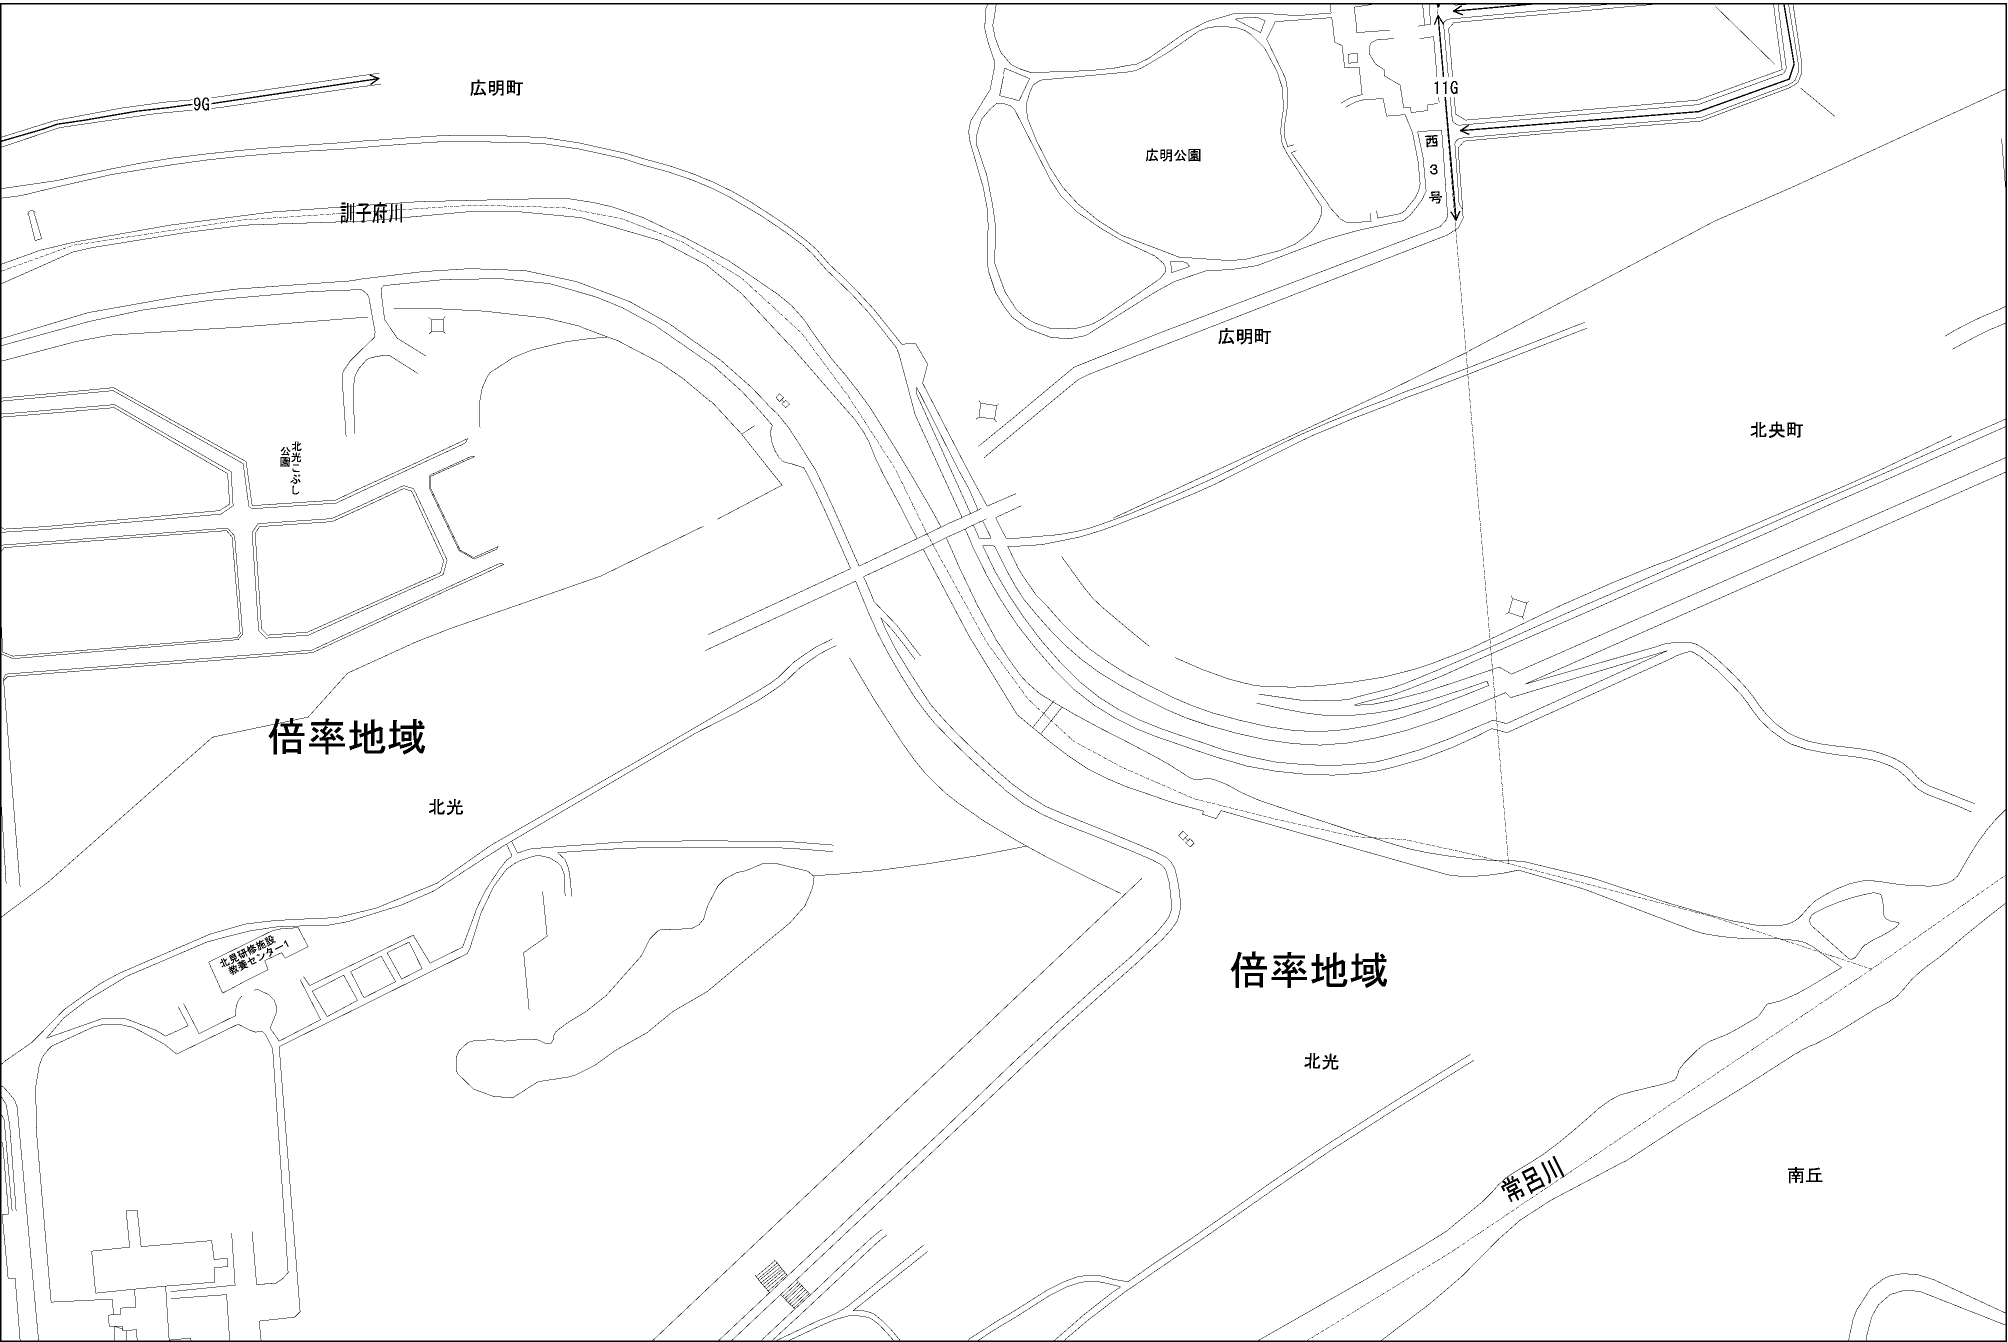 9G
広明町
11G
西3号
広明公園
訓子府川
広明町
北央町
北光こぶし
公園
倍率地域
北光
北見研修施設
教養センター1
倍率地域
北光
常呂川
南丘